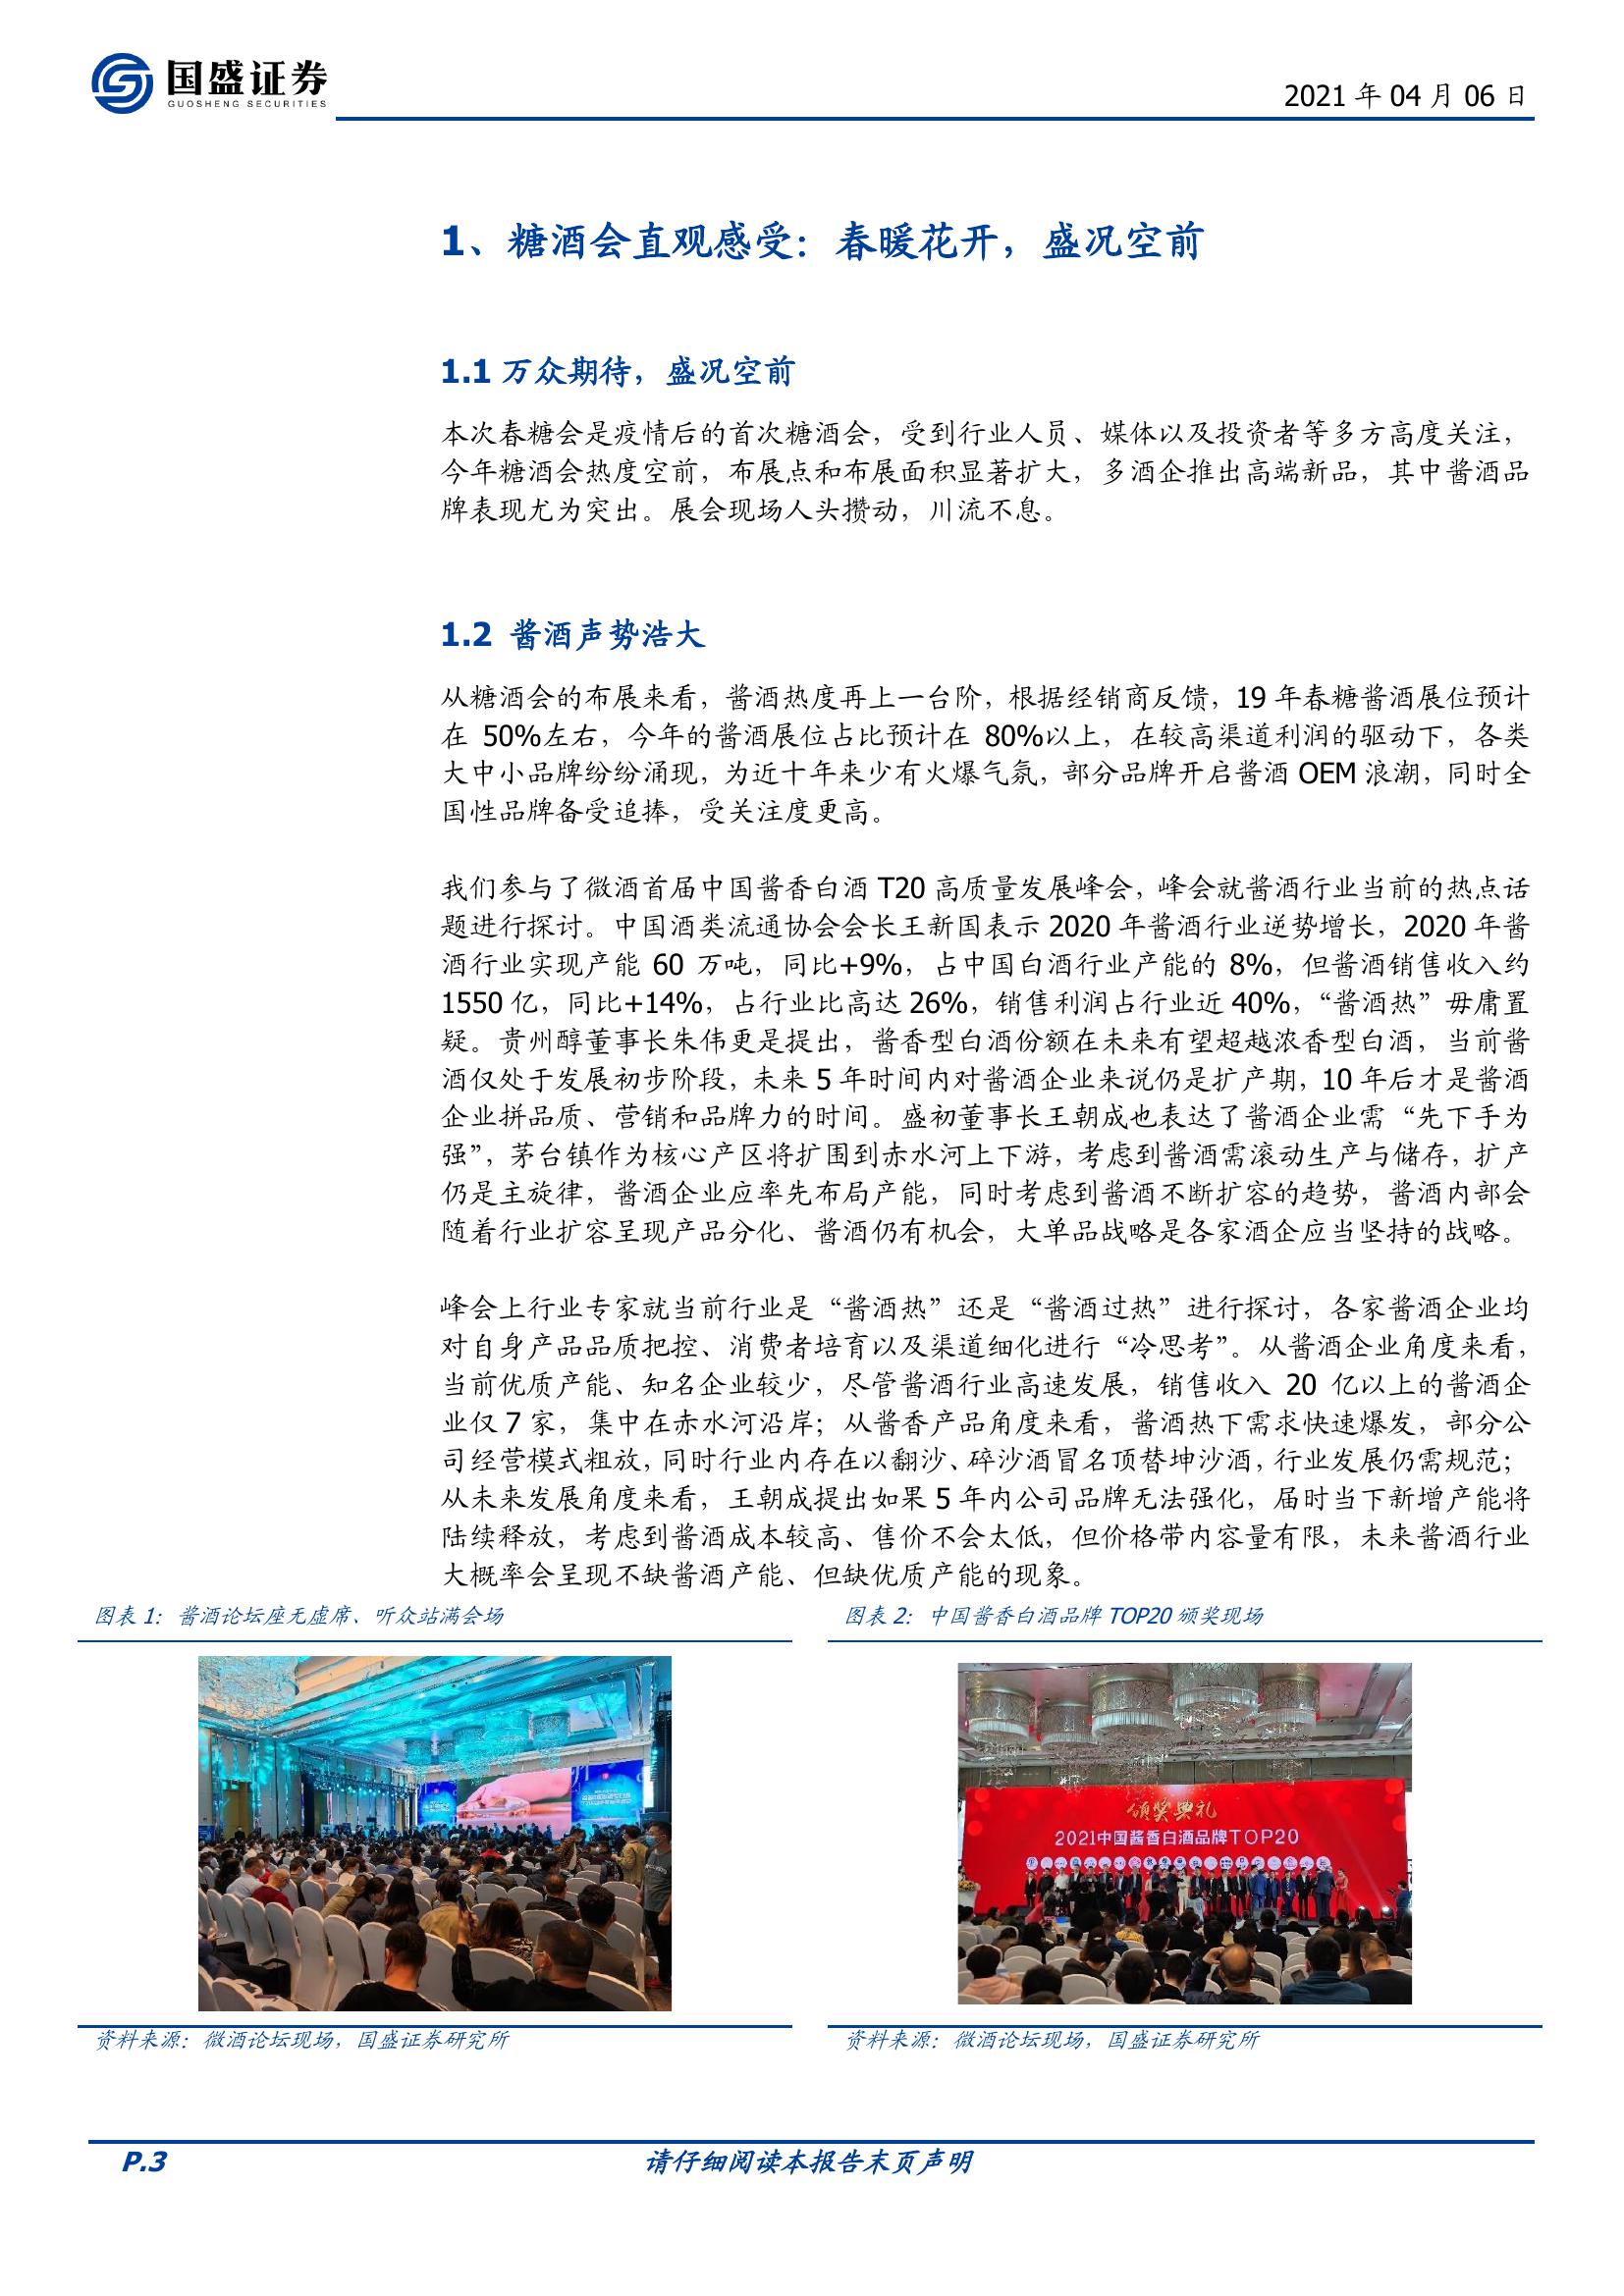 国盛证券
GUOSHENG SECURITIES
2021 年 04 月 06 日
1、糖酒会直观感受：春暖花开，盛况空前
1.1 万众期待，盛况空前
本次春糖会是疫情后的首次糖酒会，受到行业人员、媒体以及投资者等多方高度关注，
今年糖酒会热度空前，布展点和布展面积显著扩大，多酒企推出高端新品，其中酱酒品
牌表现尤为突出。展会现场人头攒动，川流不息。
1.2 酱酒声势浩大
从糖酒会的布展来看，酱酒热度再上一台阶，根据经销商反馈，19 年春糖酱酒展位预计
在 50%左右，今年的酱酒展位占比预计在 80%以上，在较高渠道利润的驱动下，各类
大中小品牌纷纷涌现，为近十年来少有火爆气氛，部分品牌开启酱酒 OEM 浪潮，同时全
国性品牌备受追捧，受关注度更高。
我们参与了微酒首届中国酱香白酒 T20 高质量发展峰会，峰会就酱酒行业当前的热点话
题进行探讨。中国酒类流通协会会长王新国表示 2020 年酱酒行业逆势增长，2020 年酱
酒行业实现产能 60 万吨，同比+9%，占中国白酒行业产能的 8%，但酱酒销售收入约
1550 亿，同比+14%，占行业比高达 26%，销售利润占行业近 40%，“酱酒热”毋庸置
疑。贵州醇董事长朱伟更是提出，酱香型白酒份额在未来有望超越浓香型白酒，当前酱
酒仅处于发展初步阶段，未来 5 年时间内对酱酒企业来说仍是扩产期，10 年后才是酱酒
企业拼品质、营销和品牌力的时间。盛初董事长王朝成也表达了酱酒企业需“先下手为
强”，茅台镇作为核心产区将扩围到赤水河上下游，考虑到酱酒需滚动生产与储存，扩产
仍是主旋律，酱酒企业应率先布局产能，同时考虑到酱酒不断扩容的趋势，酱酒内部会
随着行业扩容呈现产品分化、酱酒仍有机会，大单品战略是各家酒企应当坚持的战略。
峰会上行业专家就当前行业是“酱酒热”还是“酱酒过热”进行探讨，各家酱酒企业均
对自身产品品质把控、消费者培育以及渠道细化进行“冷思考”。从酱酒企业角度来看，
当前优质产能、知名企业较少，尽管酱酒行业高速发展，销售收入 20 亿以上的酱酒企
业仅 7 家，集中在赤水河沿岸；从酱香产品角度来看，酱酒热下需求快速爆发，部分公
司经营模式粗放，同时行业内存在以翻沙、碎沙酒冒名顶替坤沙酒，行业发展仍需规范；
从未来发展角度来看，王朝成提出如果 5 年内公司品牌无法强化，届时当下新增产能将
陆续释放，考虑到酱酒成本较高、售价不会太低，但价格带内容量有限，未来酱酒行业
大概率会呈现不缺酱酒产能、但缺优质产能的现象。
图表 1：酱酒论坛座无虚席、听众站满会场
图表 2：中国酱香白酒品牌 TOP20 颁奖现场
颁奖典礼
2021中国酱香白酒品牌TOP20
资料来源：微酒论坛现场，国盛证券研究所
资料来源：微酒论坛现场，国盛证券研究所
P.3
请仔细阅读本报告末页声明